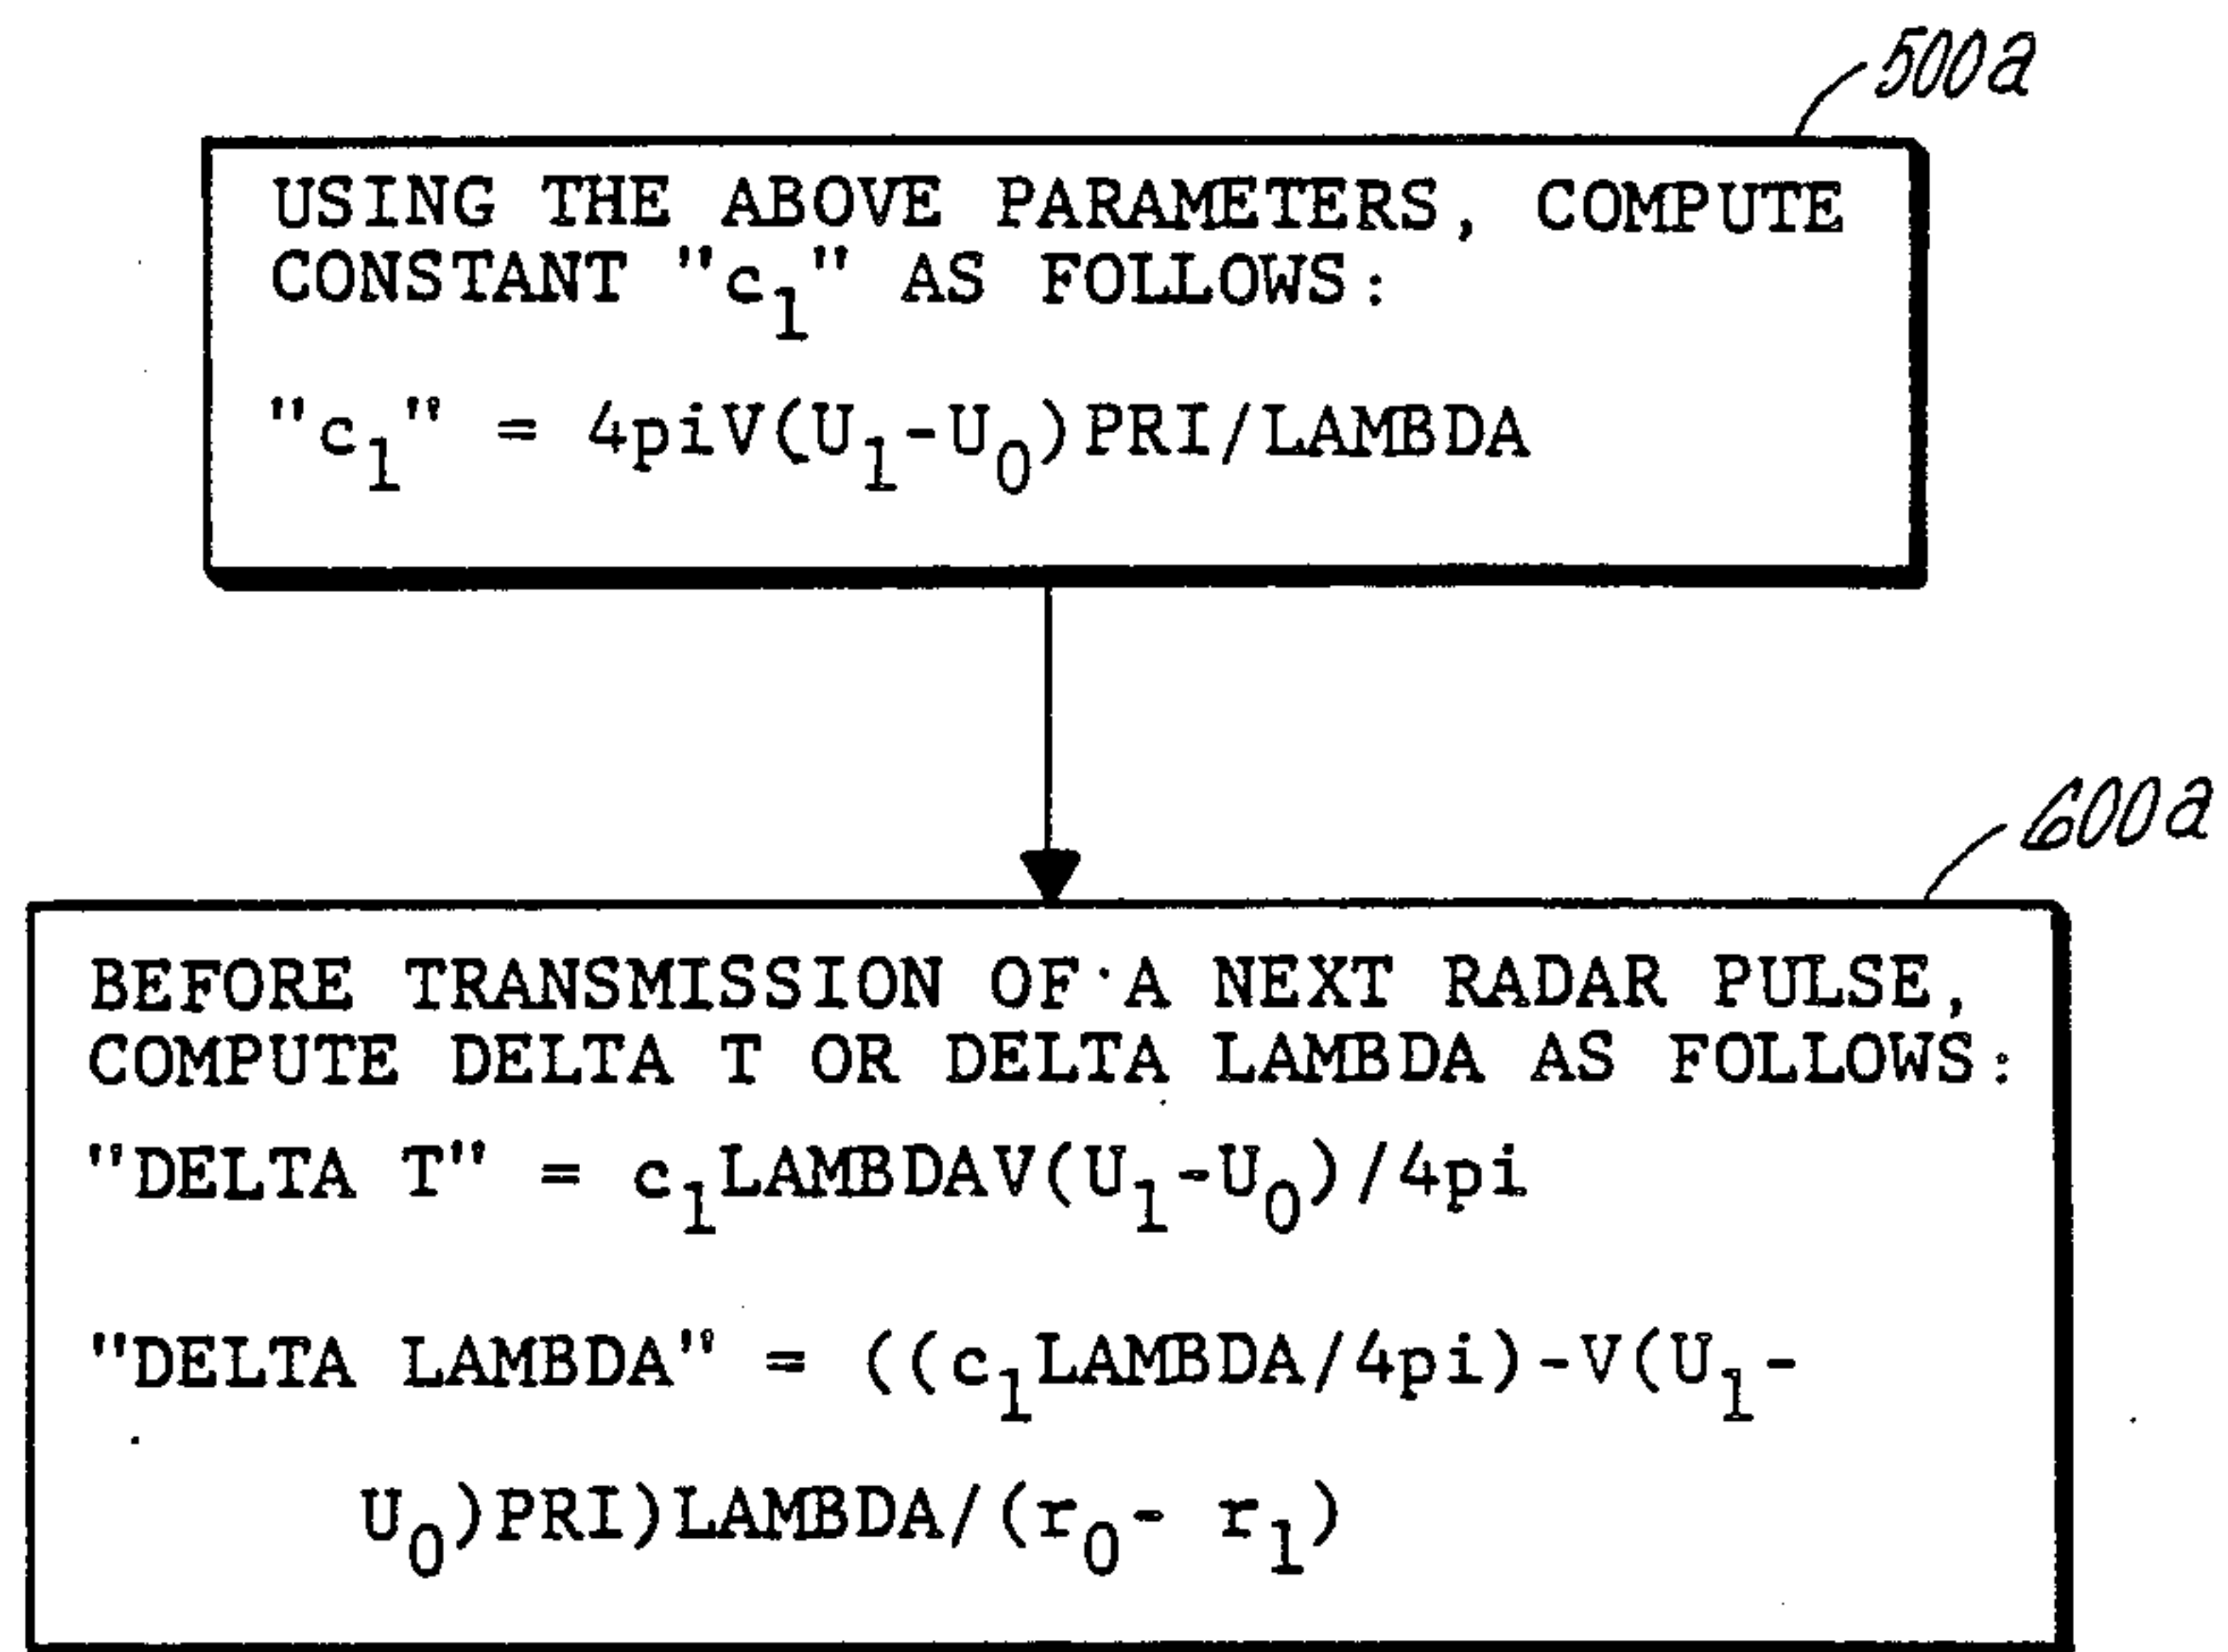 500a
USING THE ABOVE PARAMETERS, COMPUTE
CONSTANT "c₁" AS FOLLOWS:
"c₁" = 4piV(U₁-U₀)PRI/LAMBDA
600a
BEFORE TRANSMISSION OF A NEXT RADAR PULSE,
COMPUTE DELTA T OR DELTA LAMBDA AS FOLLOWS:
"DELTA T" = c₁LAMBDAV(U₁-U₀)/4pi
"DELTA LAMBDA" = ((c₁LAMBDA/4pi)-V(U₁-
U₀)PRI)LAMBDA/(r₀- r₁)